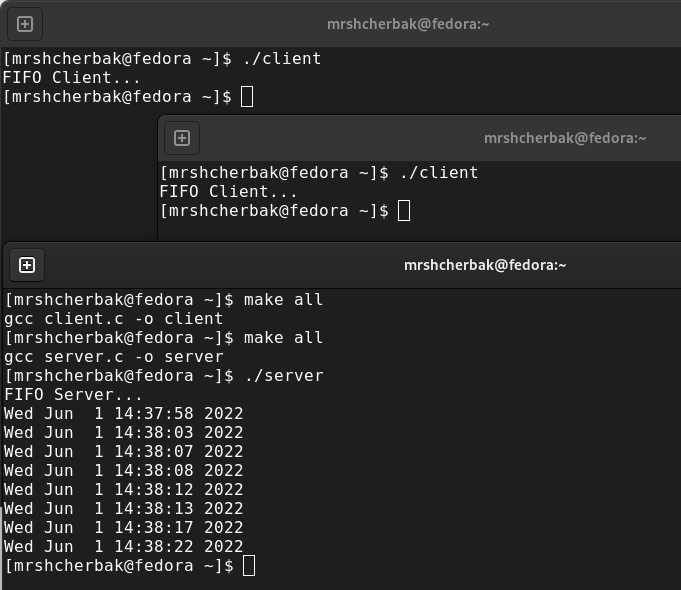 mrshcherbak@fedora:~
[mrshcherbak@fedora ~]$ ./client
FIFO Client...
[mrshcherbak@fedora ~]$
mrshcherbak@fedora:~
[mrshcherbak@fedora ~]$ ./client
FIFO Client...
[mrshcherbak@fedora ~]$
mrshcherbak@fedora:~
[mrshcherbak@fedora ~]$ make all
gcc client.c -o client
[mrshcherbak@fedora ~]$ make all
gcc server.c -o server
[mrshcherbak@fedora ~]$ ./server
FIFO Server...
Wed Jun  1 14:37:58 2022
Wed Jun  1 14:38:03 2022
Wed Jun  1 14:38:07 2022
Wed Jun  1 14:38:08 2022
Wed Jun  1 14:38:12 2022
Wed Jun  1 14:38:13 2022
Wed Jun  1 14:38:17 2022
Wed Jun  1 14:38:22 2022
[mrshcherbak@fedora ~]$